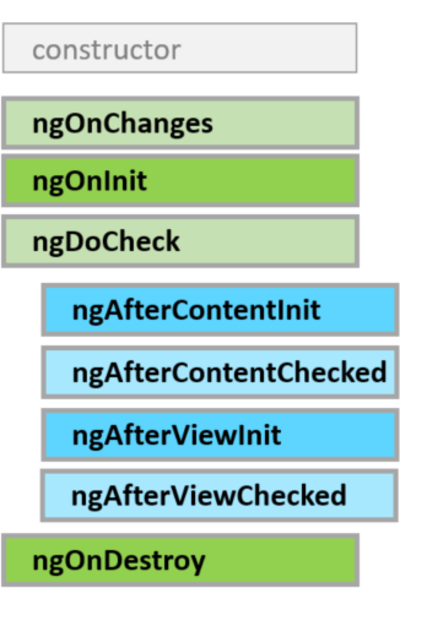 constructor
ngOnChanges
ngOnInit
ngDoCheck
ngAfterContentInit
ngAfterContentChecked
ngAfterViewInit
ngAfterViewChecked
ngOnDestroy